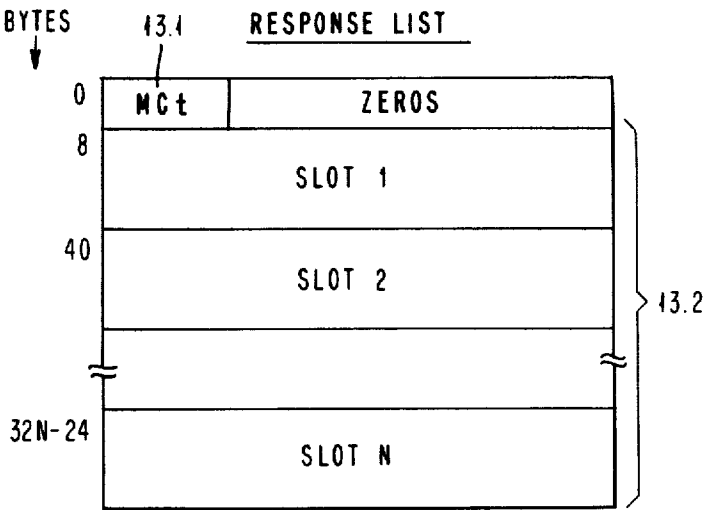 BYTES 13.1 RESPONSE LIST
0 MCt ZEROS
8
SLOT 1
40
SLOT 2
13.2
32N-24
SLOT N